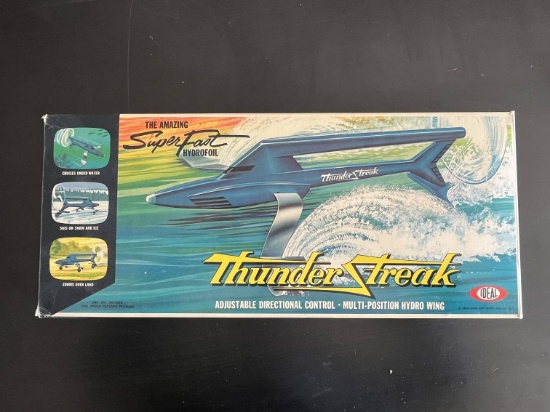 THE AMAZING
Super Fast
HYDROFOIL
Thunder Streak
CRUISES UNDER WATER
SKIS ON SNOW AND ICE
ZOOMS OVER LAND
Thunder Streak
ADJUSTABLE DIRECTIONAL CONTROL · MULTI-POSITION HYDRO WING
IDEAL